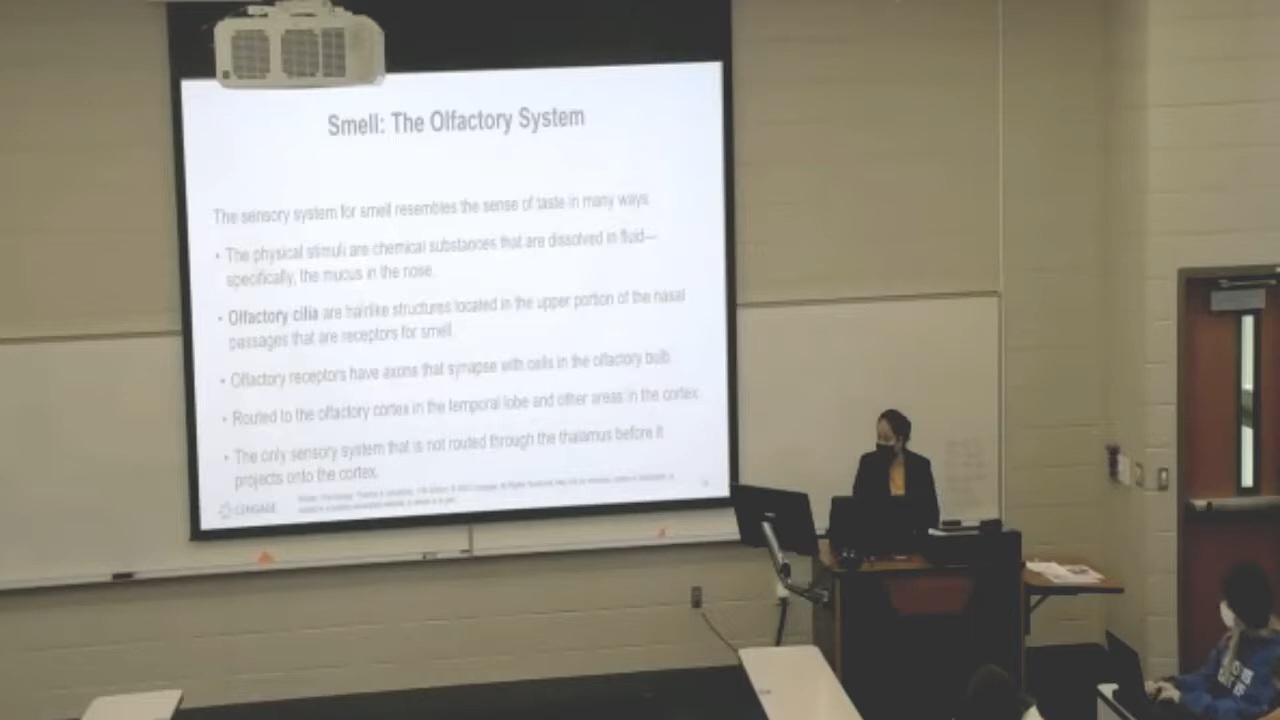 Smell: The Olfactory System
The sensory system for smell resembles the sense of taste in many ways.
• The physical stimuli are chemical substances that are dissolved in fluid—
specifically, the mucus in the nose.
• Olfactory cilia are hairlike structures located in the upper portion of the nasal
passages that are receptors for smell.
• Olfactory receptors have axons that synapse with cells in the olfactory bulb.
• Routed to the olfactory cortex in the temporal lobe and other areas in the cortex.
• The only sensory system that is not routed through the thalamus before it
projects onto the cortex.
CENGAGE